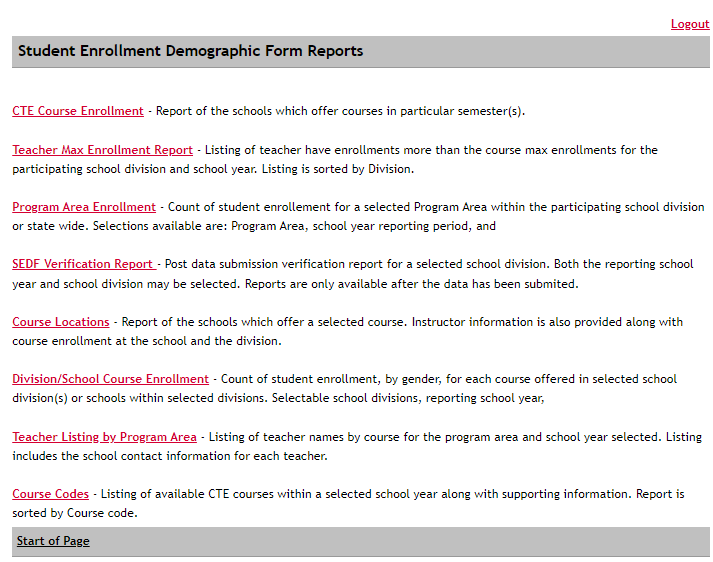 Logout
Student Enrollment Demographic Form Reports
CTE Course Enrollment - Report of the schools which offer courses in particular semester(s).
Teacher Max Enrollment Report - Listing of teacher have enrollments more than the course max enrollments for the
participating school division and school year. Listing is sorted by Division.
Program Area Enrollment - Count of student enrollement for a selected Program Area within the participating school division
or state wide. Selections available are: Program Area, school year reporting period, and
SEDF Verification Report - Post data submission verification report for a selected school division. Both the reporting school
year and school division may be selected. Reports are only available after the data has been submited.
Course Locations - Report of the schools which offer a selected course. Instructor information is also provided along with
course enrollment at the school and the division.
Division/School Course Enrollment - Count of student enrollment, by gender, for each course offered in selected school
division(s) or schools within selected divisions. Selectable school divisions, reporting school year,
Teacher Listing by Program Area - Listing of teacher names by course for the program area and school year selected. Listing
includes the school contact information for each teacher.
Course Codes - Listing of available CTE courses within a selected school year along with supporting information. Report is
sorted by Course code.
Start of Page